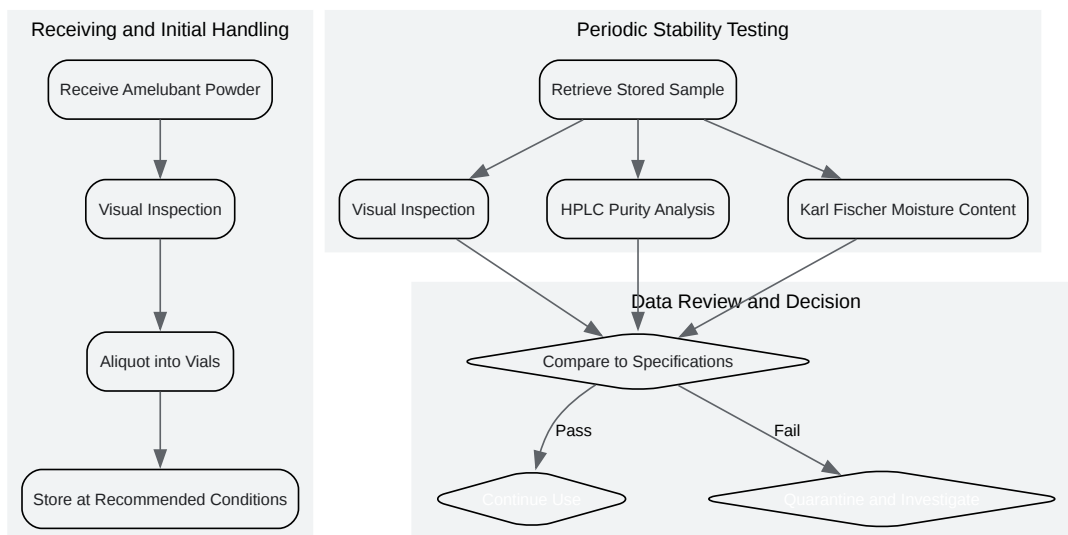 Receiving and Initial Handling
Receive Amelubant Powder
Visual Inspection
Aliquot into Vials
Store at Recommended Conditions
Periodic Stability Testing
Retrieve Stored Sample
Visual Inspection
HPLC Purity Analysis
Karl Fischer Moisture Content
Data Review and Decision
Compare to Specifications
Pass
Fail
Continue Use
Quarantine and Investigate